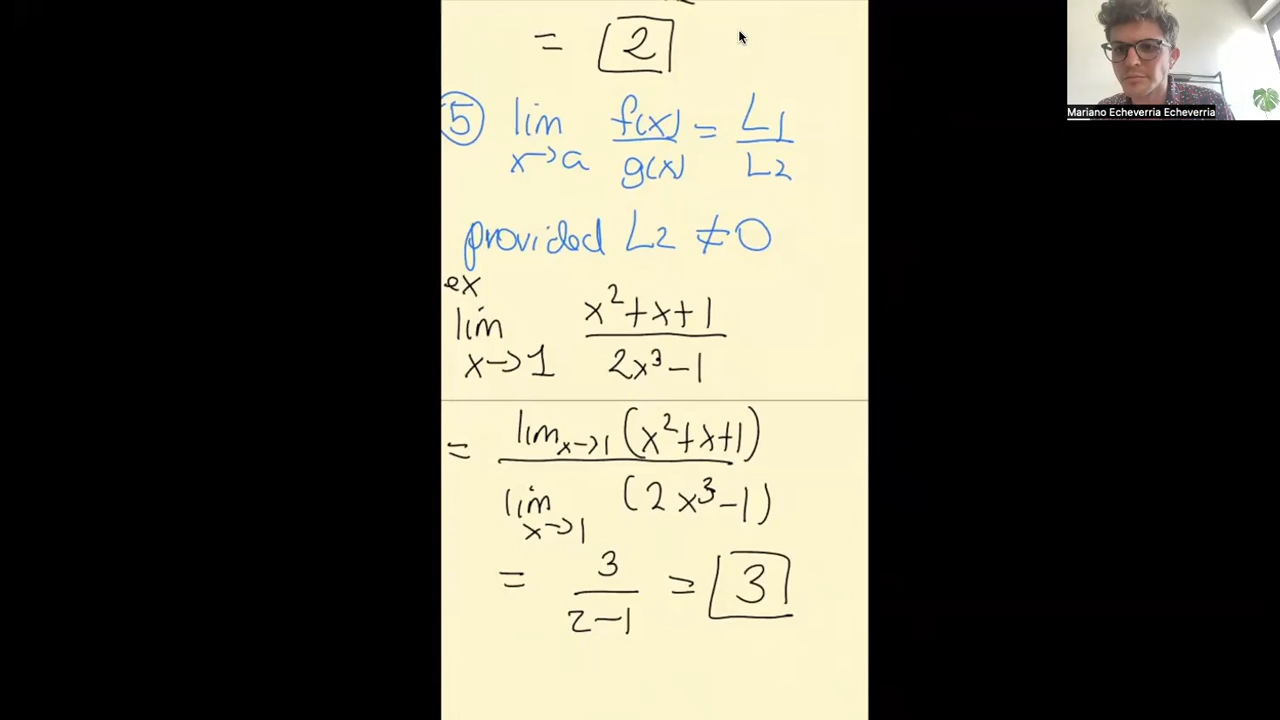 = 2
Mariano Echeverria Echeverria
5 lim x→a f(x)/g(x) = L1/L2
provided L2 ≠ 0
ex
lim x→1 x²+x+1 / 2x³-1
= lim x→1 (x²+x+1) / lim x→1 (2x³-1)
= 3/2-1 = 3